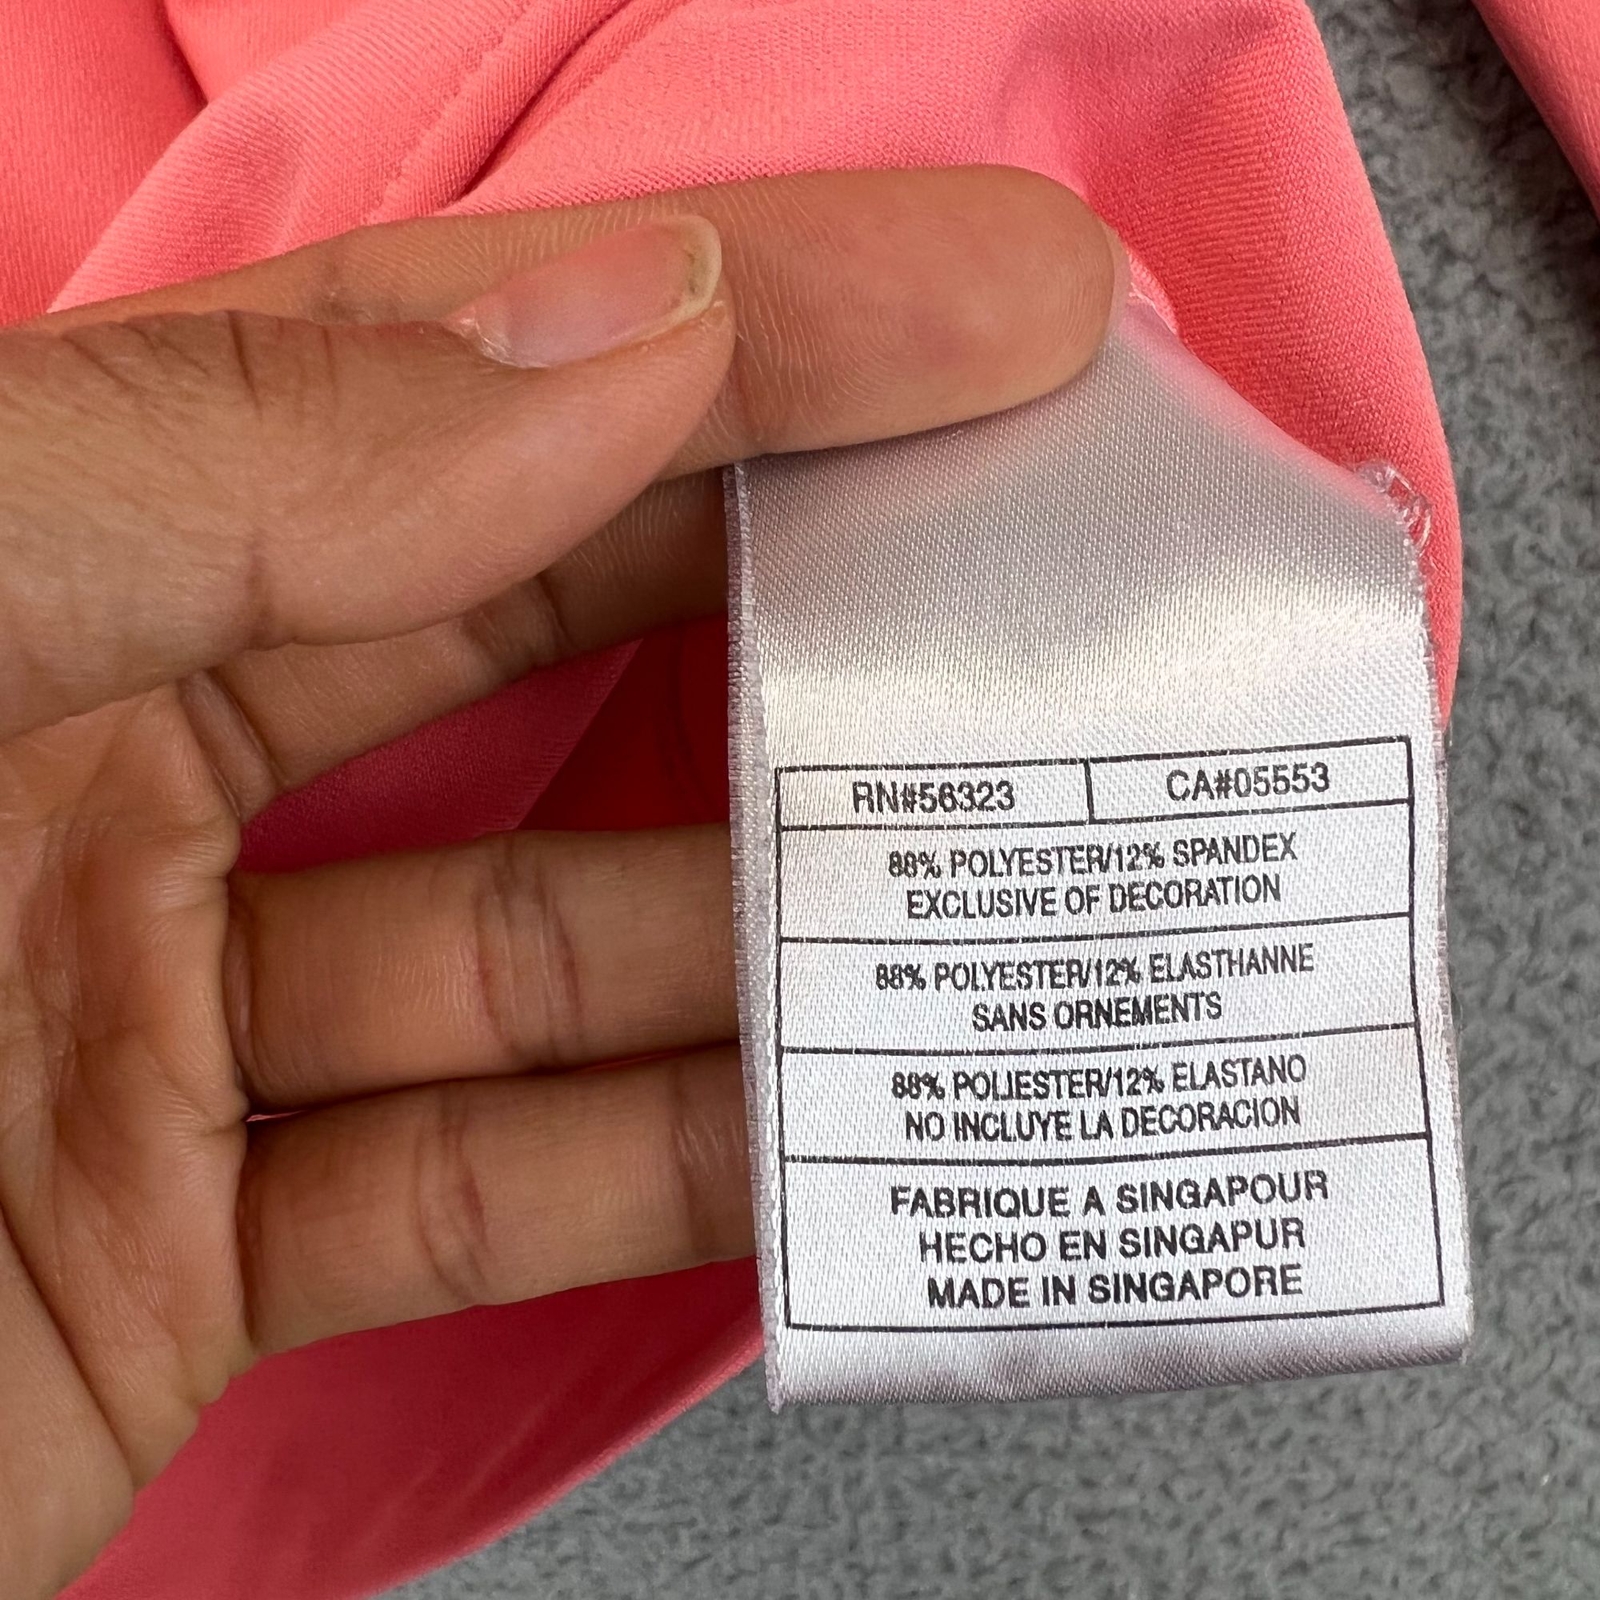 RN#56323 CA#05553
88% POLYESTER/12% SPANDEX
EXCLUSIVE OF DECORATION
88% POLYESTER/12% ELASTHANNE
SANS ORNEMENTS
88% POLIESTER/12% ELASTANO
NO INCLUYE LA DECORACION
FABRIQUE A SINGAPOUR
HECHO EN SINGAPUR
MADE IN SINGAPORE